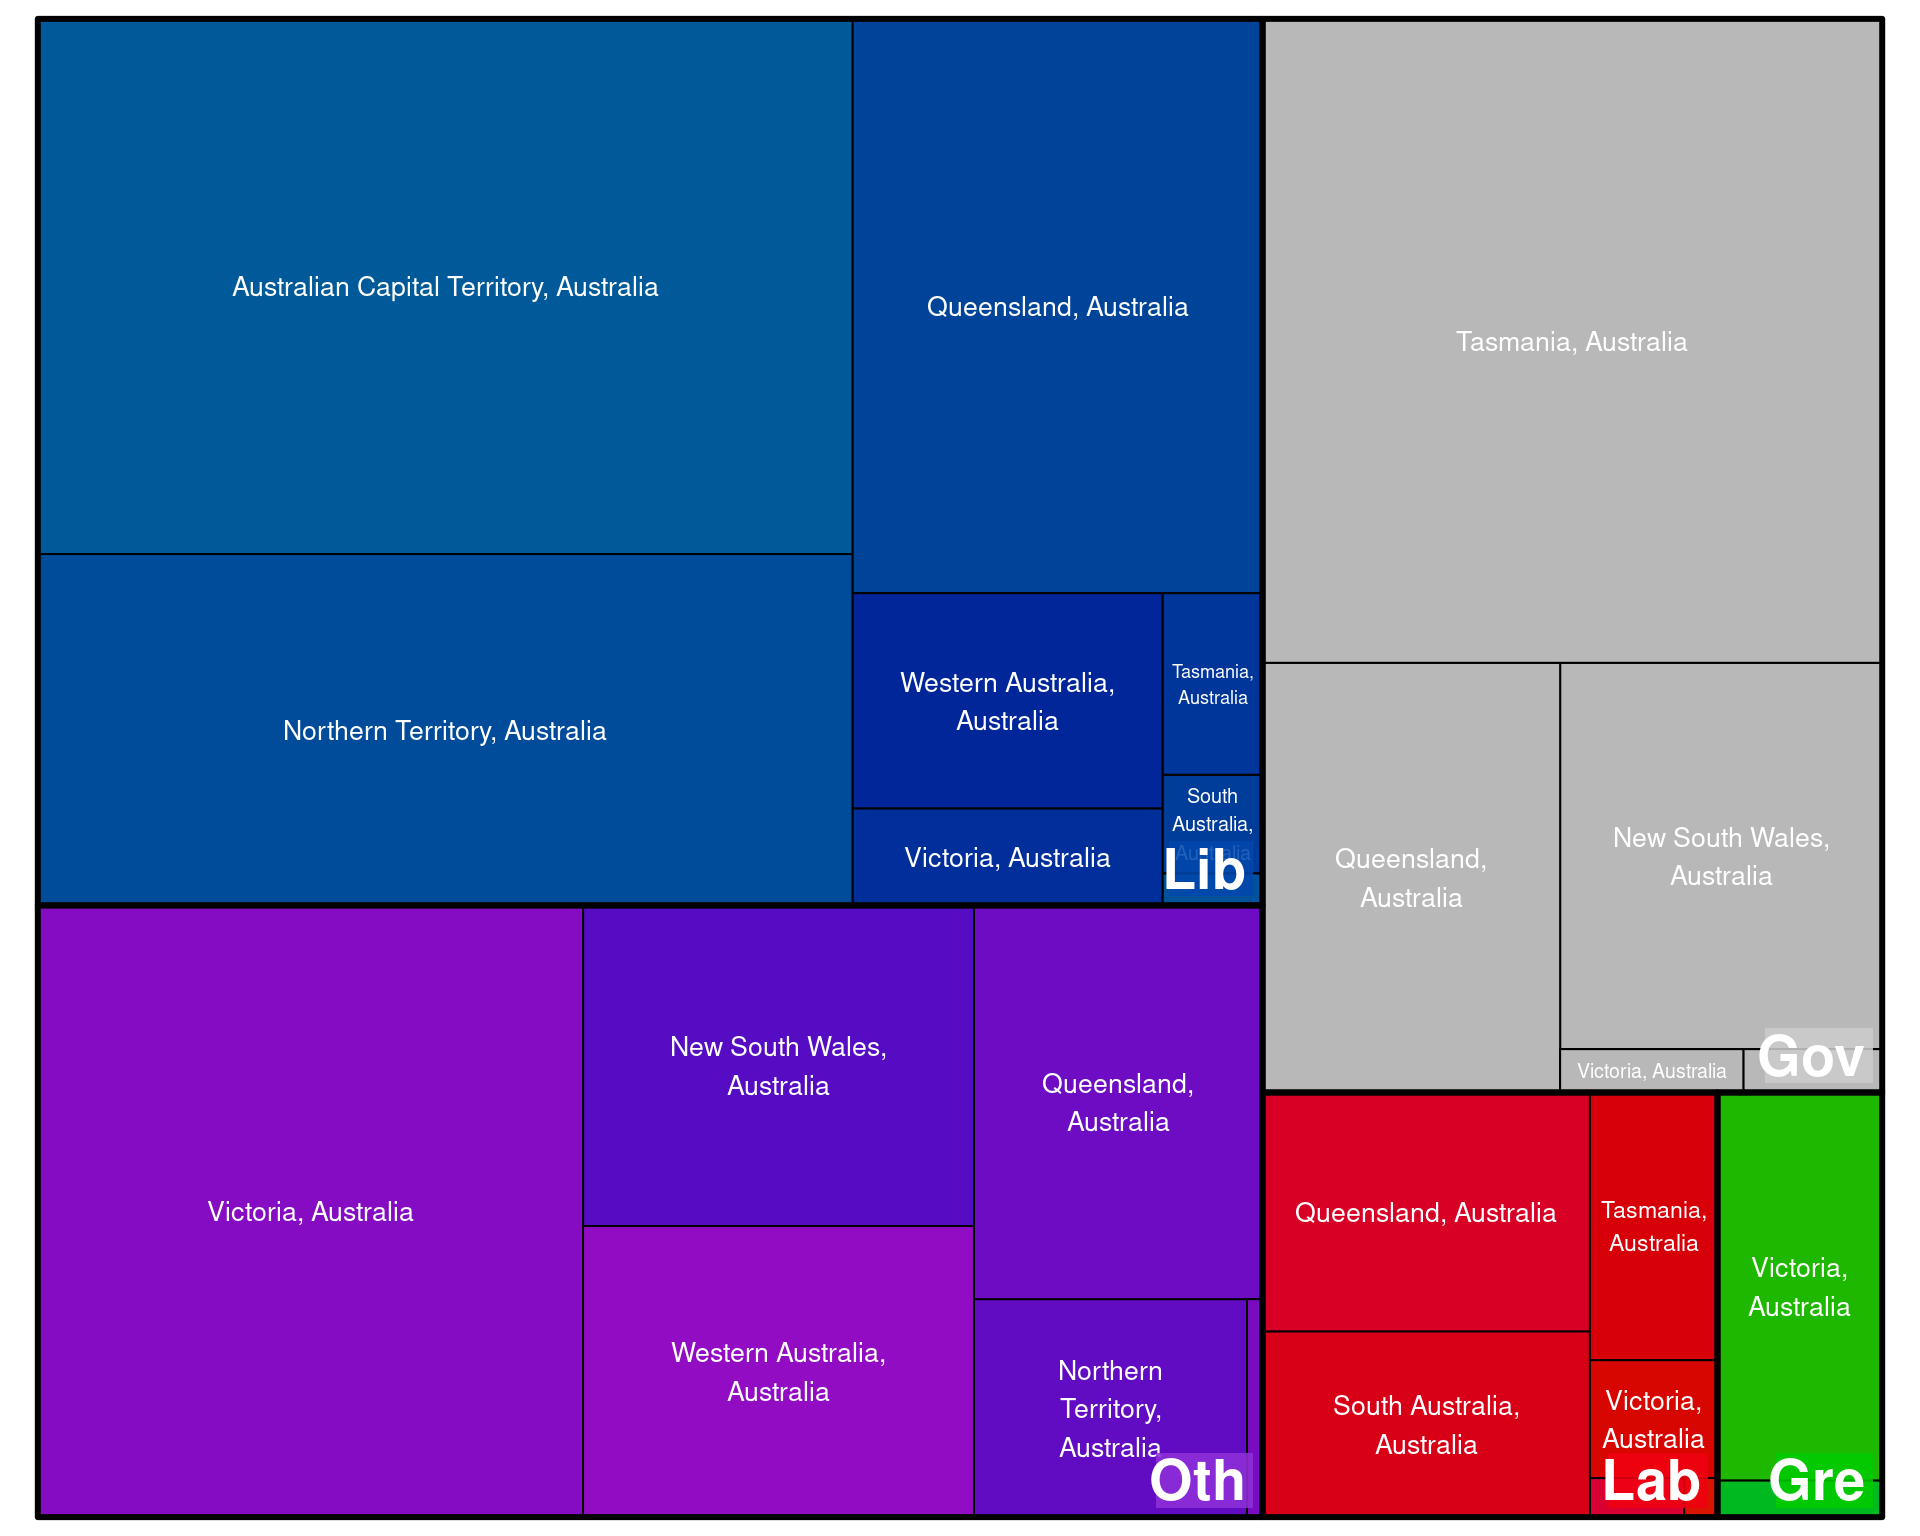 Australian Capital Territory, Australia
Northern Territory, Australia
Queensland, Australia
Western Australia,
Australia
Victoria, Australia
Tasmania,
Australia
South
Australia,
Australia
Lib
Tasmania, Australia
Queensland,
Australia
New South Wales,
Australia
Victoria, Australia
Gov
Victoria, Australia
New South Wales,
Australia
Western Australia,
Australia
Queensland,
Australia
Northern
Territory,
Australia
Oth
Queensland, Australia
South Australia,
Australia
Tasmania,
Australia
Victoria,
Australia
Lab
Victoria,
Australia
Gre